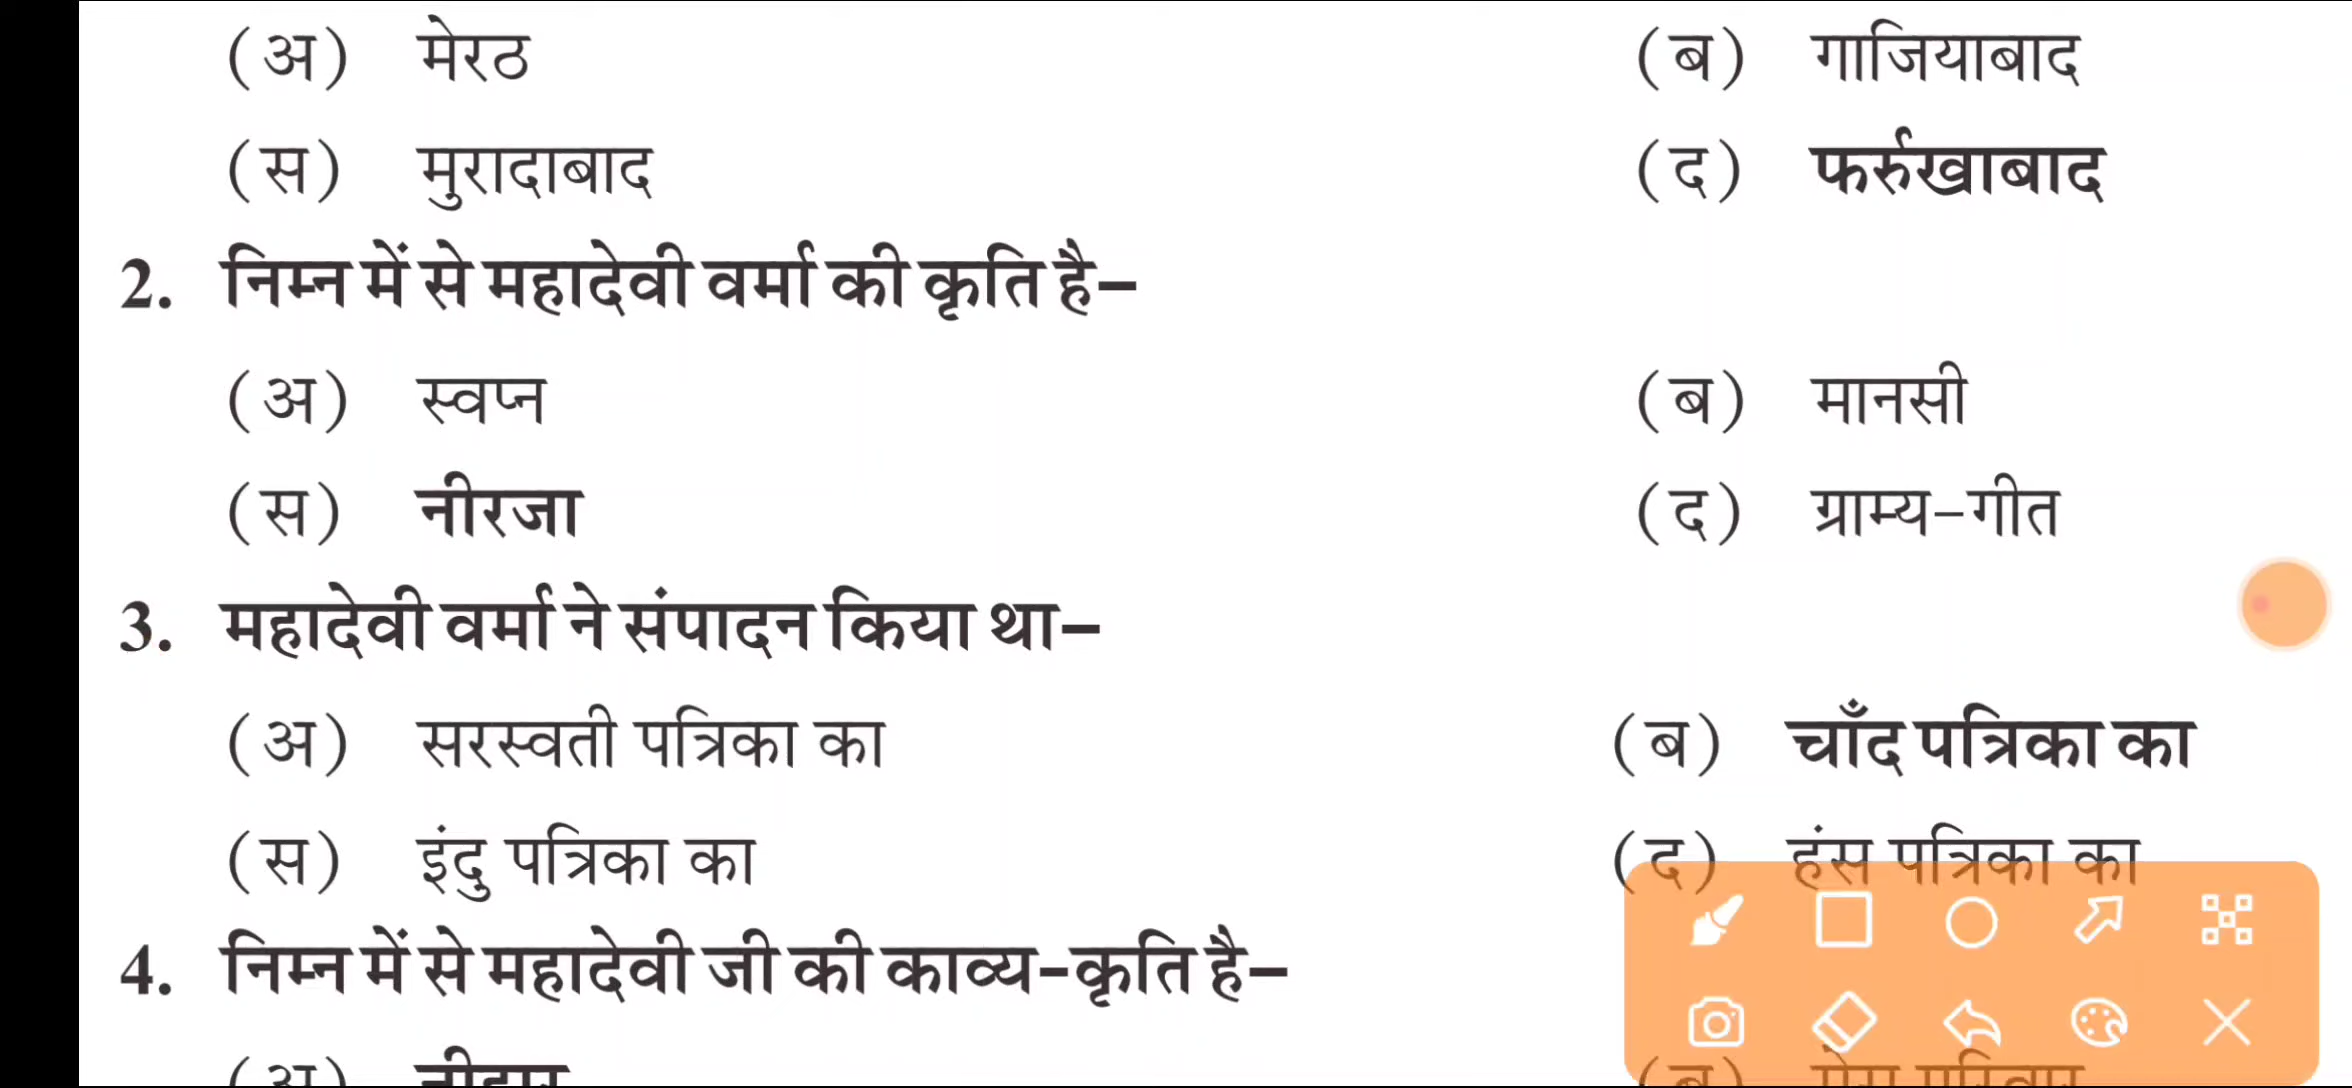 (अ) मेरठ (ब) गाजियाबाद
(स) मुरादाबाद (द) फर्रुखाबाद
2. निम्न में से महादेवी वर्मा की कृति है–
(अ) स्वप्न (ब) मानसी
(स) नीरजा (द) ग्राम्य-गीत
3. महादेवी वर्मा ने संपादन किया था–
(अ) सरस्वती पत्रिका का (ब) चाँद पत्रिका का
(स) इंदु पत्रिका का (द) हंस पत्रिका का
4. निम्न में से महादेवी जी की काव्य-कृति है–
(अ) नीहार (ब) मेरा परिवार